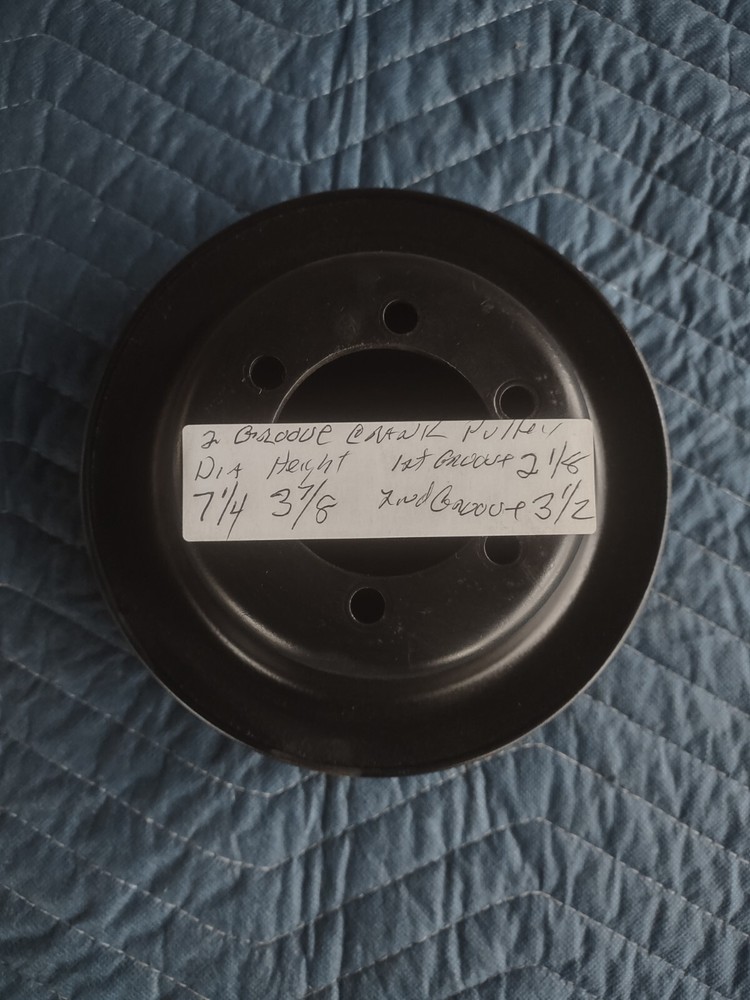 2 GROOVE CRANK Pulley
DIA Height 1st GROOVE 2 1/8
7 1/4 3 7/8 2nd GROOVE 3 1/2